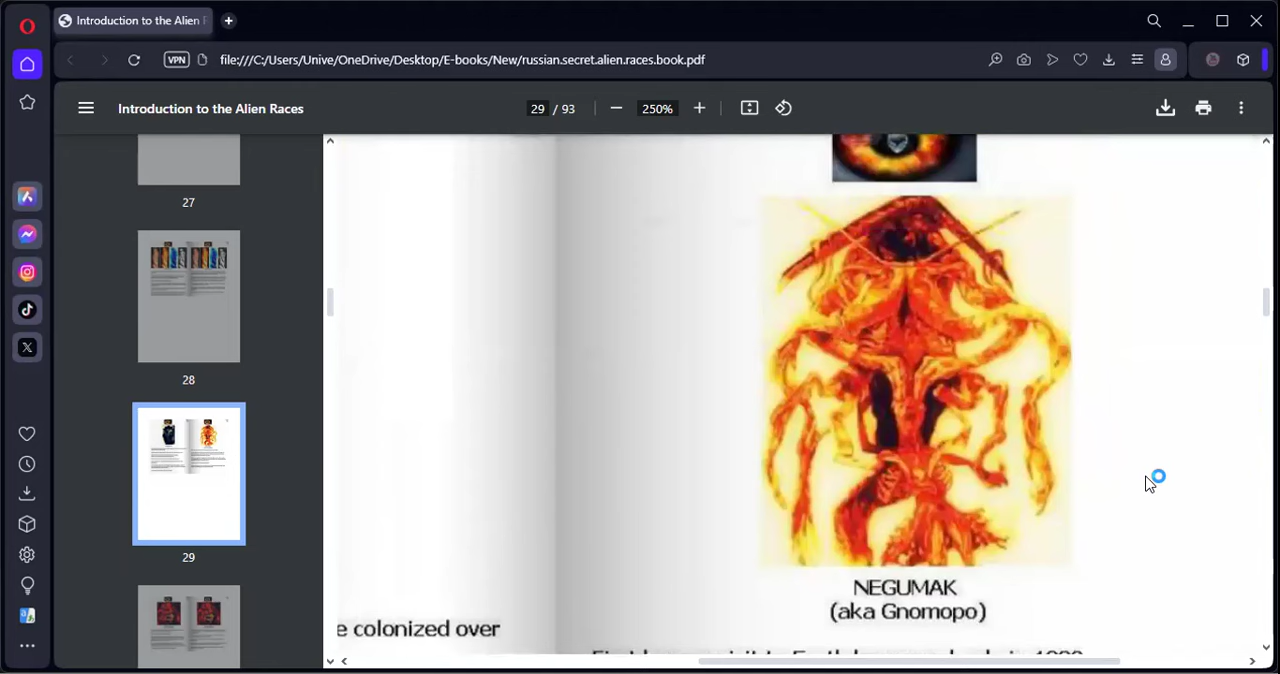 Introduction to the Alien R
VPN
file:///C:/Users/Unive/OneDrive/Desktop/E-books/New/russian.secret.alien.races.book.pdf
Introduction to the Alien Races
29 / 93
250%
27
28
29
NEGUMAK
(aka Gnomopo)
e colonized over